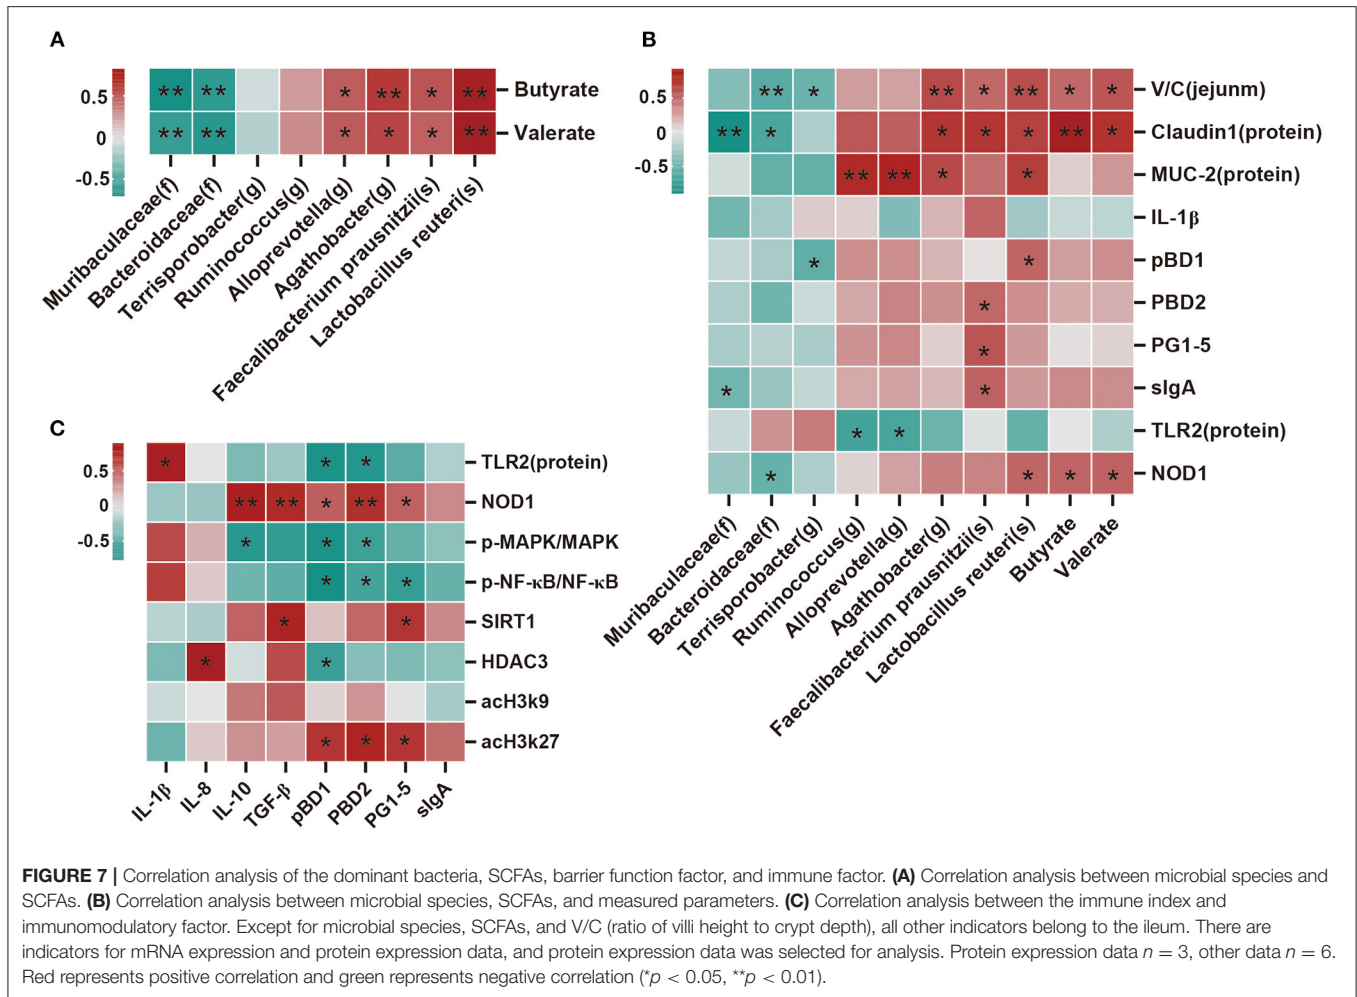 A
0.5
0
-0.5
** ** * ** * **
Butyrate
** ** * * * **
Valerate
Muribaculaceae(f)
Bacteroidaceae(f)
Terrisporobacter(g)
Ruminococcus(g)
Alloprevotella(g)
Agathobacter(g)
Faecalibacterium prausnitzii(s)
Lactobacillus reuteri(s)
B
0.5
0
-0.5
** * ** * ** * *
V/C(jejunm)
** * * * * ** *
Claudin1(protein)
** ** * *
MUC-2(protein)
IL-1β
* *
pBD1
*
PBD2
*
PG1-5
* *
sIgA
* *
TLR2(protein)
* * * *
NOD1
Muribaculaceae(f)
Bacteroidaceae(f)
Terrisporobacter(g)
Ruminococcus(g)
Alloprevotella(g)
Agathobacter(g)
Faecalibacterium prausnitzii(s)
Lactobacillus reuteri(s)
Butyrate
Valerate
C
0.5
0
-0.5
* * *
TLR2(protein)
** ** * ** *
NOD1
* * *
p-MAPK/MAPK
* * *
p-NF-κB/NF-κB
* *
SIRT1
* *
HDAC3
acH3k9
* * *
acH3k27
IL-1β
IL-8
IL-10
TGF-β
pBD1
PBD2
PG1-5
sIgA
FIGURE 7 | Correlation analysis of the dominant bacteria, SCFAs, barrier function factor, and immune factor. (A) Correlation analysis between microbial species and
SCFAs. (B) Correlation analysis between microbial species, SCFAs, and measured parameters. (C) Correlation analysis between the immune index and
immunomodulatory factor. Except for microbial species, SCFAs, and V/C (ratio of villi height to crypt depth), all other indicators belong to the ileum. There are
indicators for mRNA expression and protein expression data, and protein expression data was selected for analysis. Protein expression data n = 3, other data n = 6.
Red represents positive correlation and green represents negative correlation (*p < 0.05, **p < 0.01).